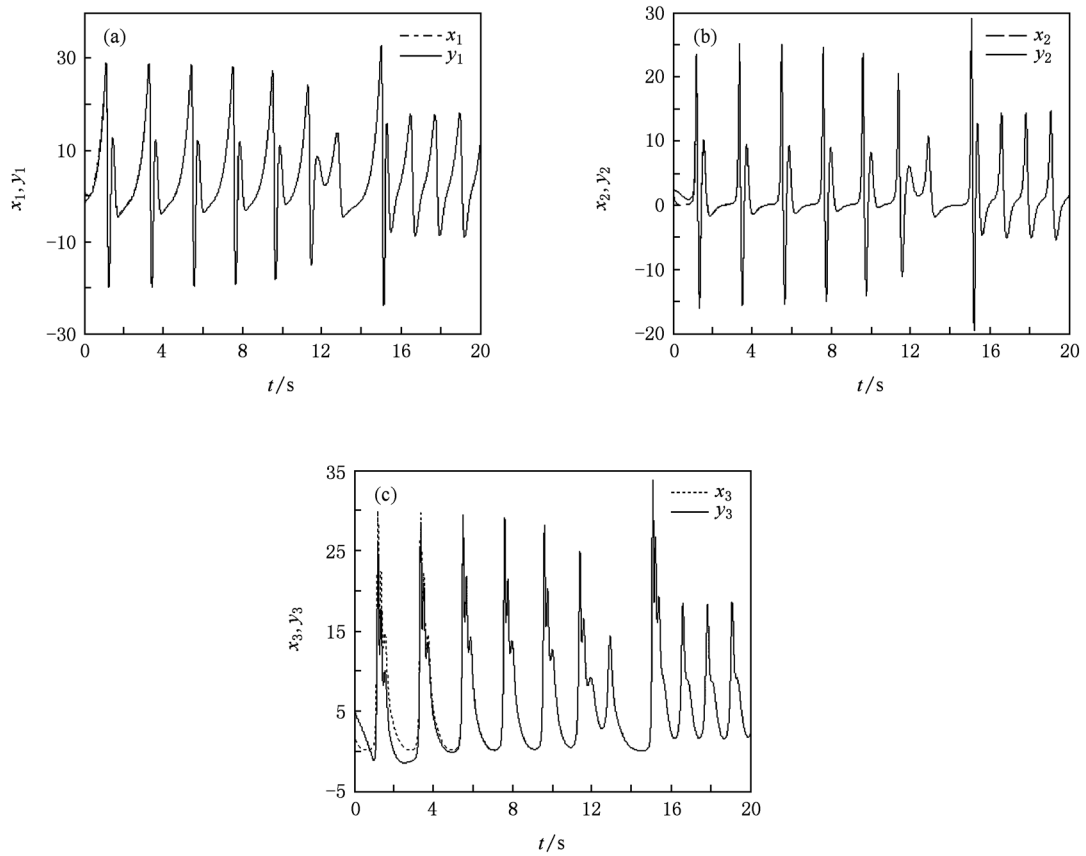 (a)
x₁
y₁
30
10
−10
−30
x₁, y₁
0 4 8 12 16 20
t/s
(b)
x₂
y₂
30
20
10
0
−10
−20
x₂, y₂
0 4 8 12 16 20
t/s
(c)
x₃
y₃
35
25
15
5
−5
x₃, y₃
0 4 8 12 16 20
t/s